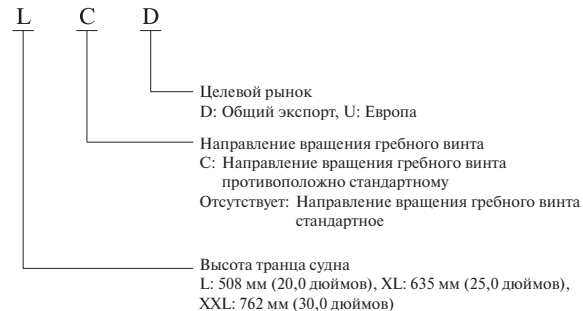 L C D
Целевой рынок
D: Общий экспорт, U: Европа
Направление вращения гребного винта
C: Направление вращения гребного винта
противоположно стандартному
Отсутствует: Направление вращения гребного винта
стандартное
Высота транца судна
L: 508 мм (20,0 дюймов), XL: 635 мм (25,0 дюймов),
XXL: 762 мм (30,0 дюймов)